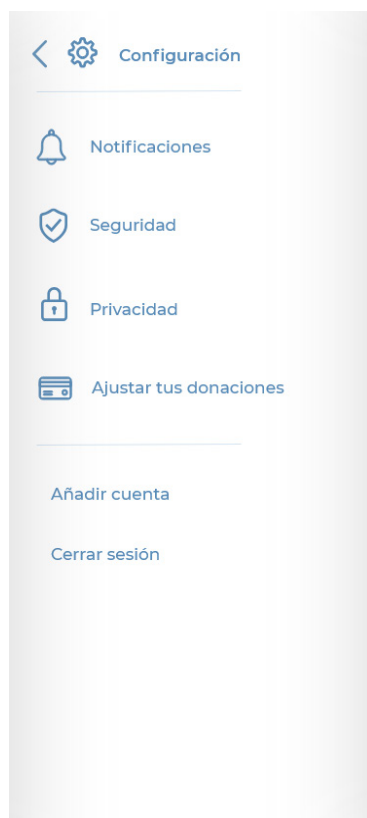 Configuración
Notificaciones
Seguridad
Privacidad
Ajustar tus donaciones
Añadir cuenta
Cerrar sesión